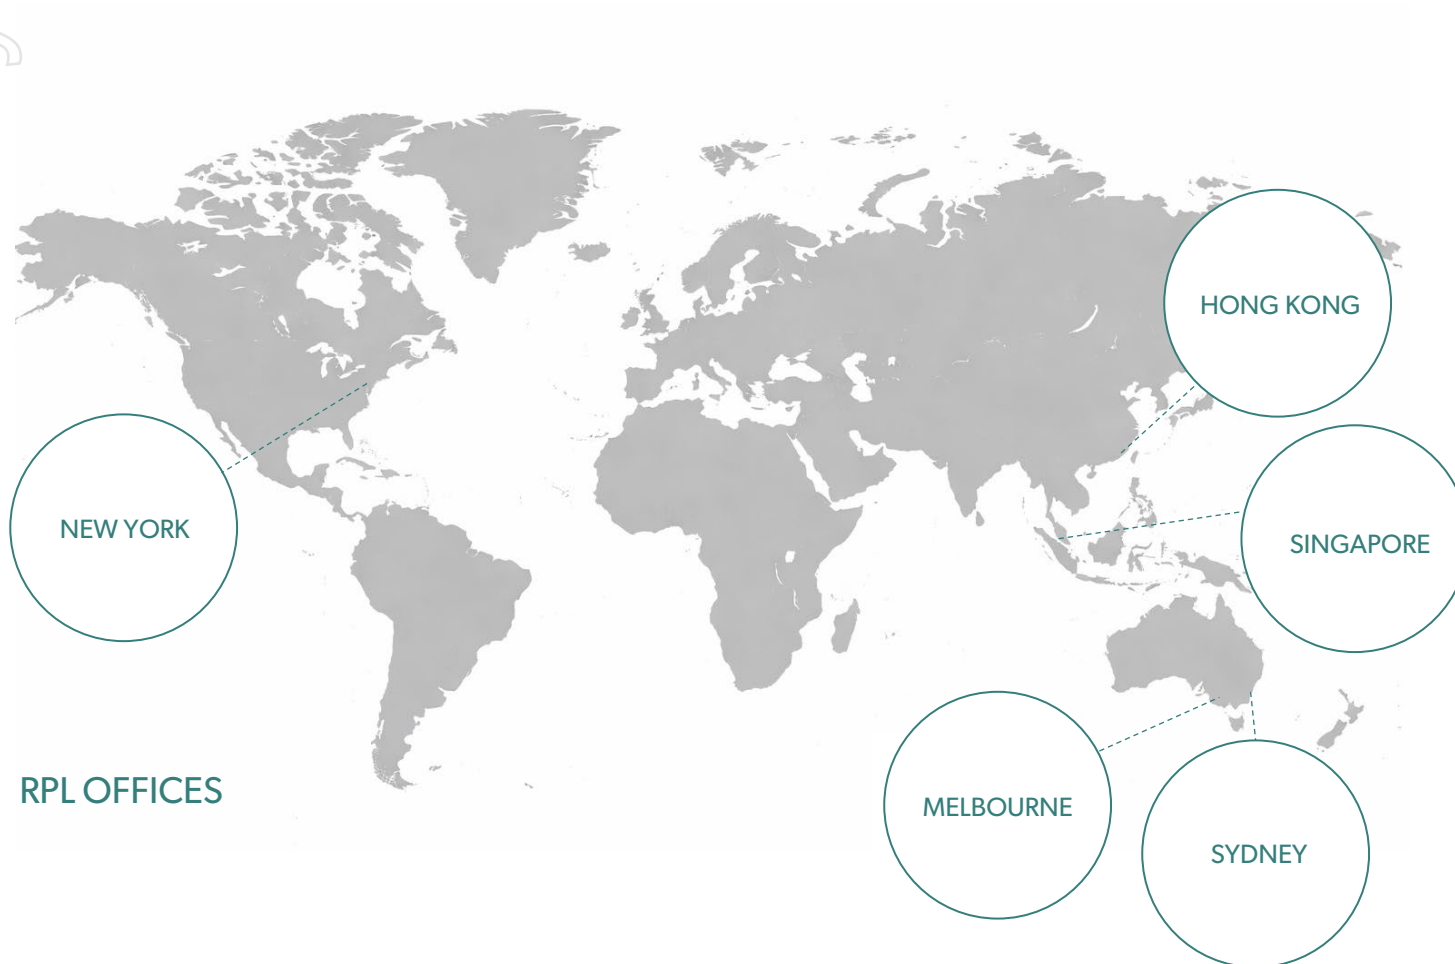 HONG KONG
NEW YORK
SINGAPORE
RPL OFFICES
MELBOURNE
SYDNEY